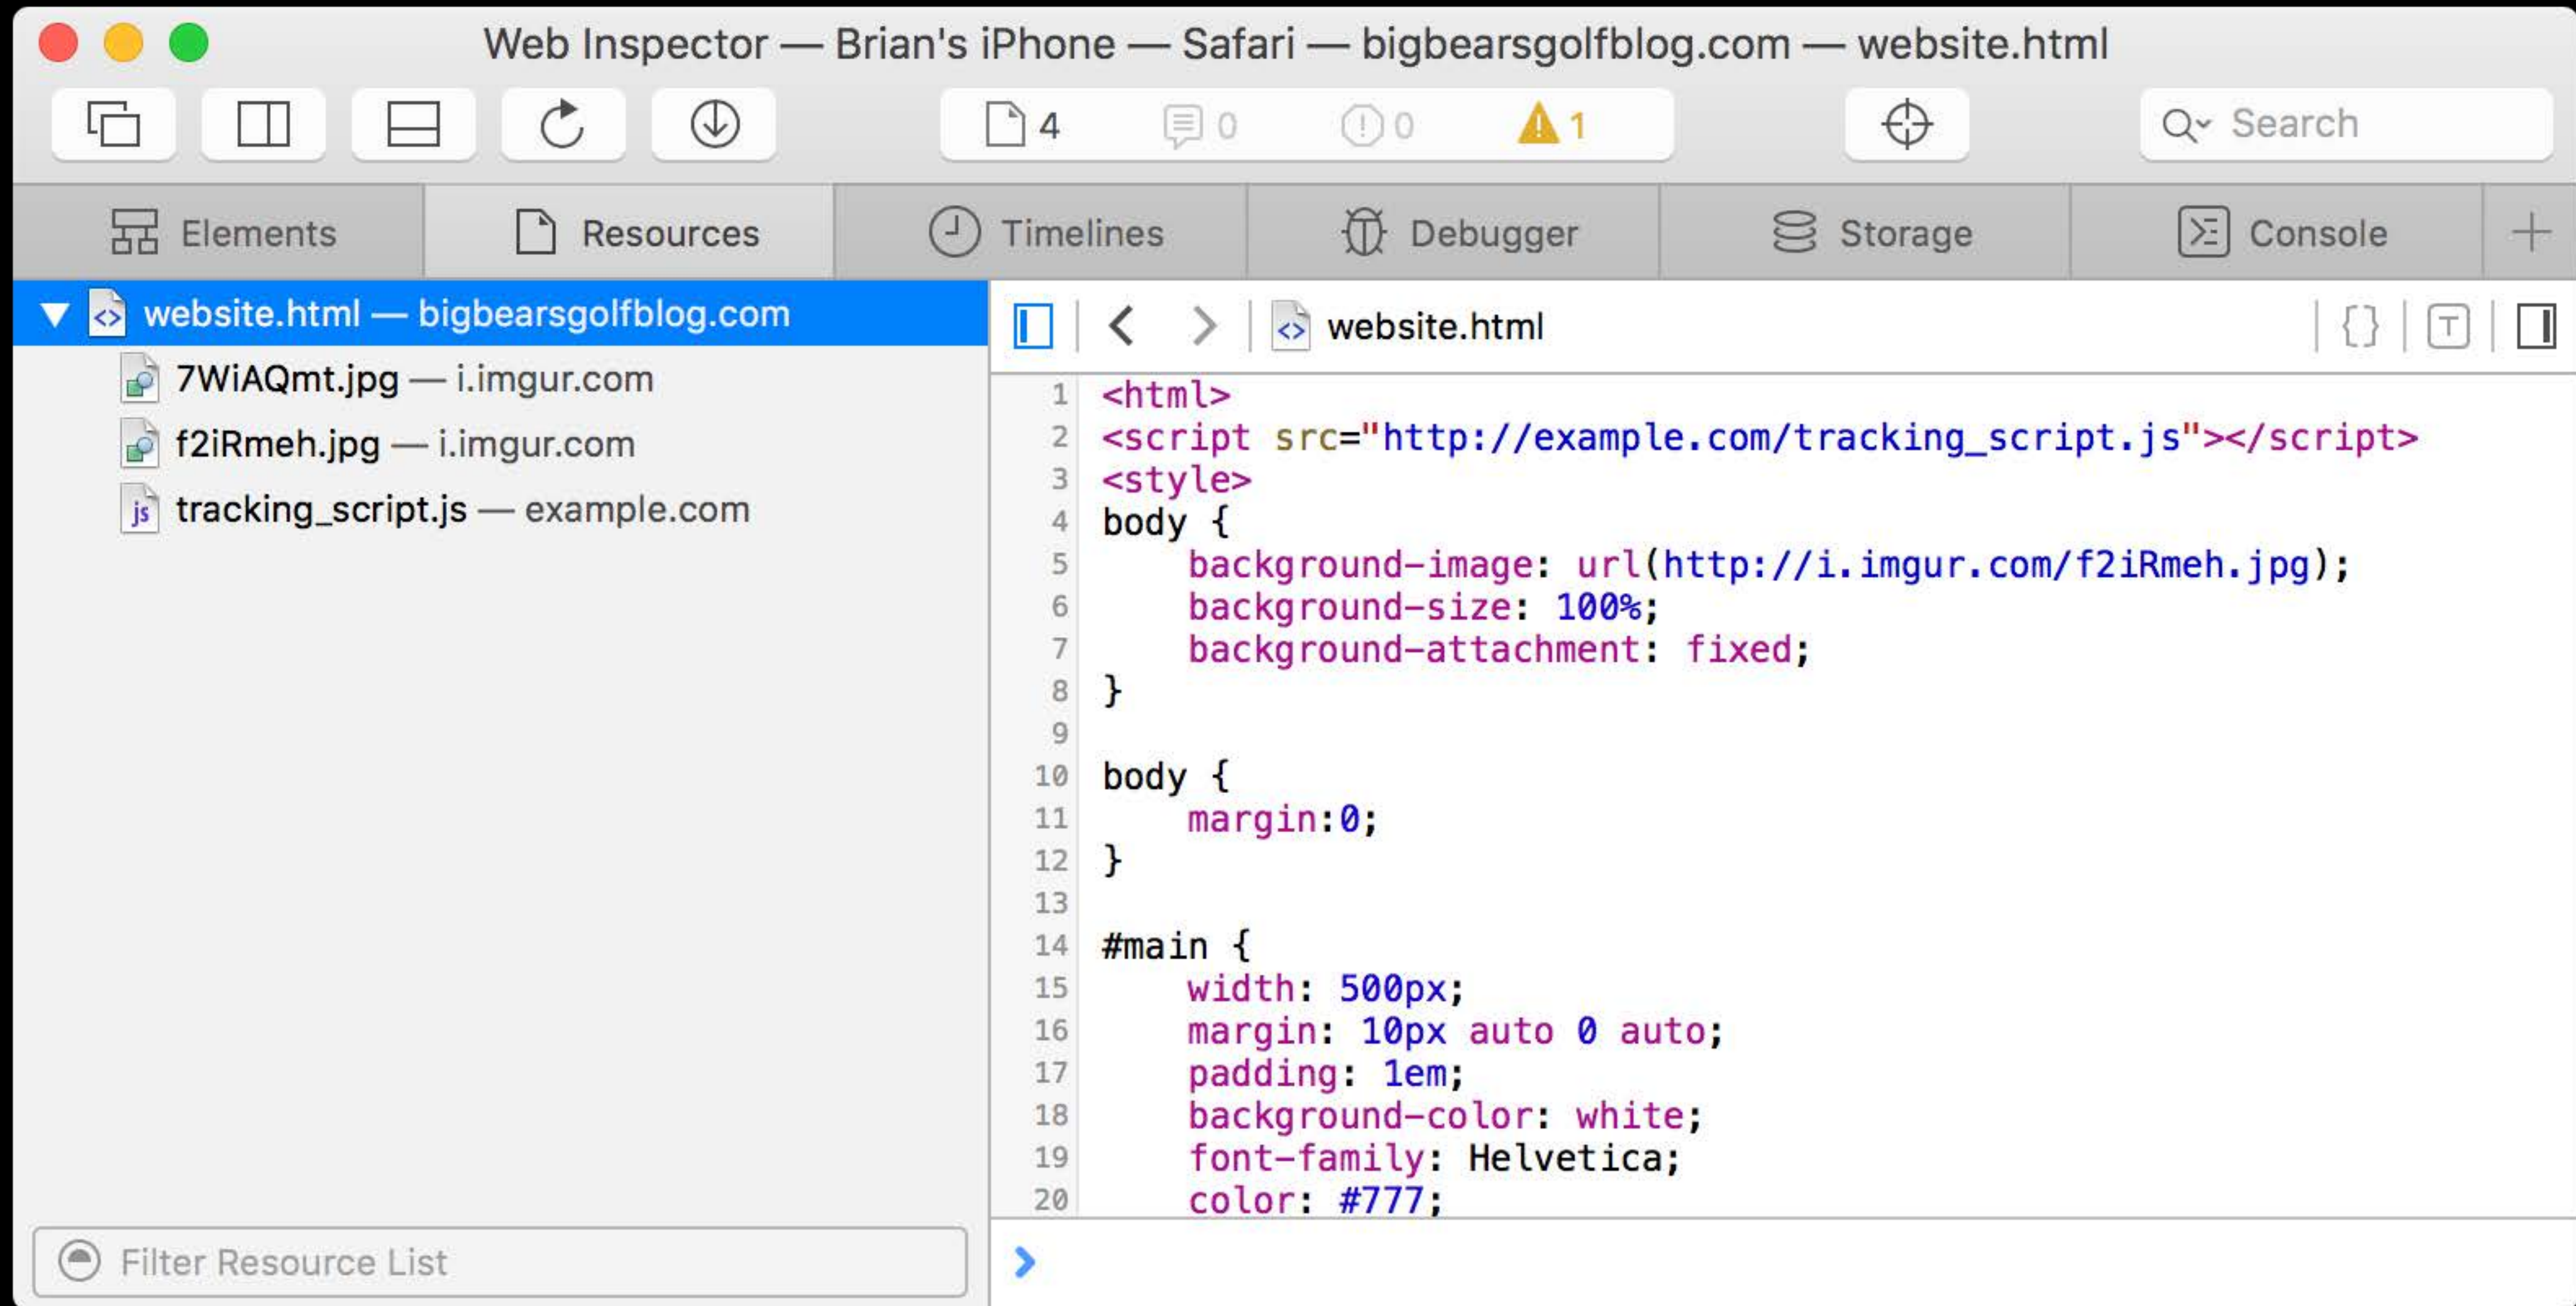 Web Inspector — Brian's iPhone — Safari — bigbearsgolfblog.com — website.html
4 0 0 1 Search
Elements Resources Timelines Debugger Storage Console
website.html — bigbearsgolfblog.com
7WiAQmt.jpg — i.imgur.com
f2iRmeh.jpg — i.imgur.com
js tracking_script.js — example.com
Filter Resource List
website.html {} T
1 <html>
2 <script src="http://example.com/tracking_script.js"></script>
3 <style>
4 body {
5     background-image: url(http://i.imgur.com/f2iRmeh.jpg);
6     background-size: 100%;
7     background-attachment: fixed;
8 }
9
10 body {
11     margin:0;
12 }
13
14 #main {
15     width: 500px;
16     margin: 10px auto 0 auto;
17     padding: 1em;
18     background-color: white;
19     font-family: Helvetica;
20     color: #777;